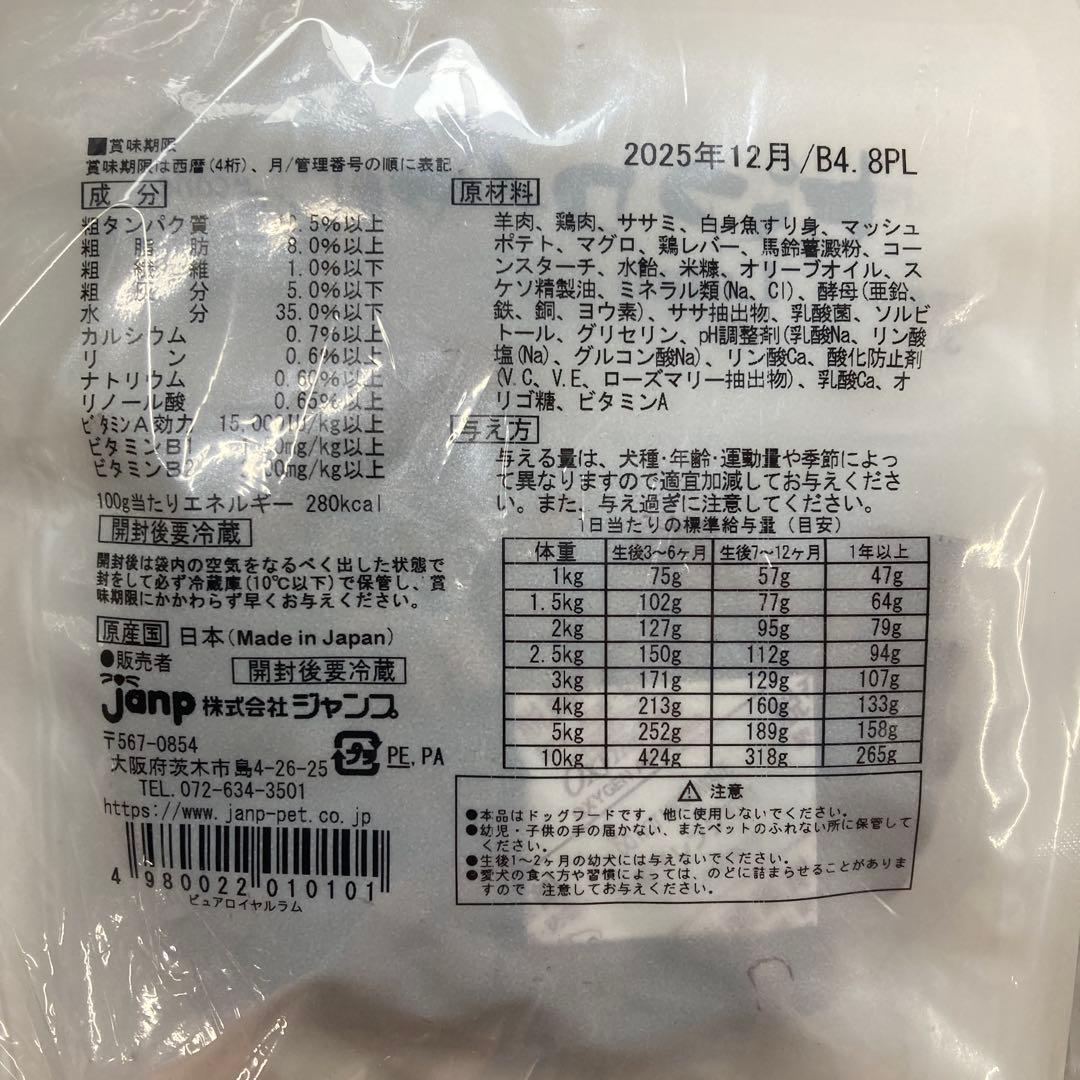 ■賞味期限
賞味期限は西暦(4桁)、月/管理番号の順に表記
2025年12月/B4.8PL
成分
粗タンパク質 .5%以上
粗脂肪 8.0%以上
粗繊維 1.0%以下
粗灰分 5.0%以下
水分 35.0%以下
カルシウム 0.7%以上
リン 0.6%以上
ナトリウム 0.60%以上
リノール酸 0.65%以上
ビタミンA効力 15,000IU/kg以上
ビタミンB1 mg/kg以上
ビタミンB2 mg/kg以上
100g当たりエネルギー 280kcal
開封後要冷蔵
開封後は袋内の空気をなるべく出した状態で
封をして必ず冷蔵庫(10℃以下)で保管し、賞
味期限にかかわらず早くお与えください。
原産国 日本(Made in Japan)
●販売者 開封後要冷蔵
janp 株式会社ジャンプ
〒567-0854
大阪府茨木市島4-26-25
TEL.072-634-3501
プラ PE,PA
https://www.janp-pet.co.jp
4 980022 010101
ピュアロイヤルラム
原材料
羊肉、鶏肉、ササミ、白身魚すり身、マッシュ
ポテト、マグロ、鶏レバー、馬鈴薯澱粉、コー
ンスターチ、水飴、米糠、オリーブオイル、ス
ケソ精製油、ミネラル類(Na、Cl)、酵母(亜鉛、
鉄、銅、ヨウ素)、ササ抽出物、乳酸菌、ソルビ
トール、グリセリン、pH調整剤(乳酸Na、リン酸
塩(Na)、グルコン酸Na)、リン酸Ca、酸化防止剤
(V.C、V.E、ローズマリー抽出物)、乳酸Ca、オ
リゴ糖、ビタミンA
与え方
与える量は、犬種・年齢・運動量や季節によっ
て異なりますので適宜加減してお与えくださ
い。また、与え過ぎに注意してください。
1日当たりの標準給与量(目安)
体重 生後3~6ヶ月 生後7~12ヶ月 1年以上
1kg 75g 57g 47g
1.5kg 102g 77g 64g
2kg 127g 95g 79g
2.5kg 150g 112g 94g
3kg 171g 129g 107g
4kg 213g 160g 133g
5kg 252g 189g 158g
10kg 424g 318g 265g
⚠注意
●本品はドッグフードです。他に使用しないでください。
●幼児・子供の手の届かない、またペットのふれない所に保管して
ください。
●生後1~2ヶ月の幼犬には与えないでください。
●愛犬の食べ方や習慣によっては、のどに詰まらせることがありま
すので 注意してお与えください。